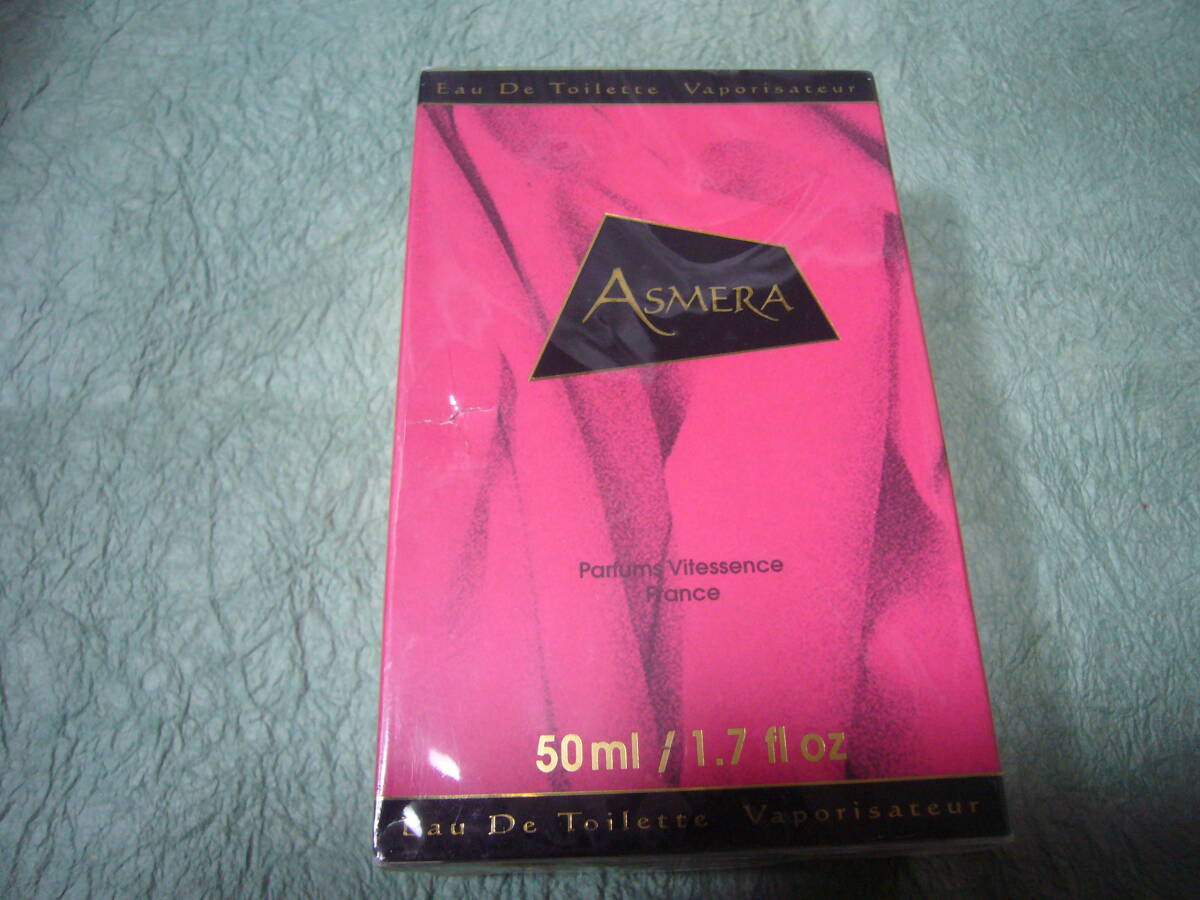 Eau De Toilette Vaporisateur
ASMERA
Parfums Vitessence
France
50ml / 1.7 fl oz
Eau De Toilette Vaporisateur